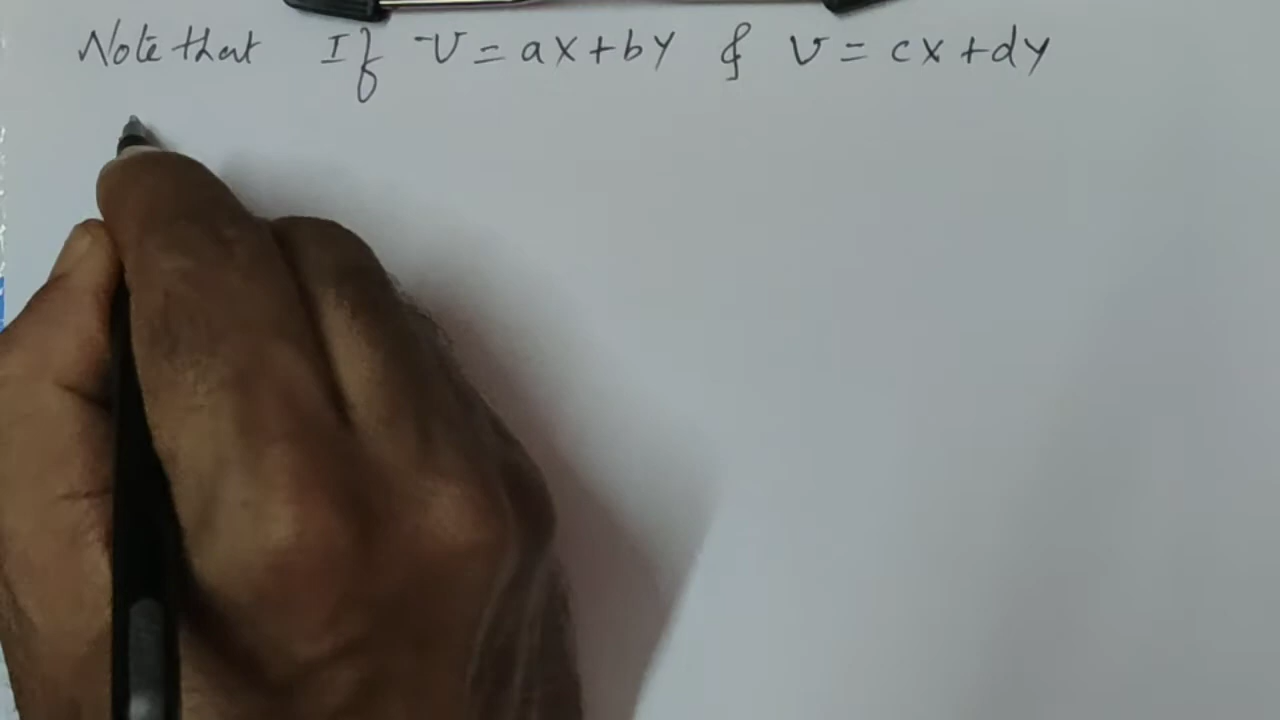 Note that If U = aX + bY & V = cX + dY